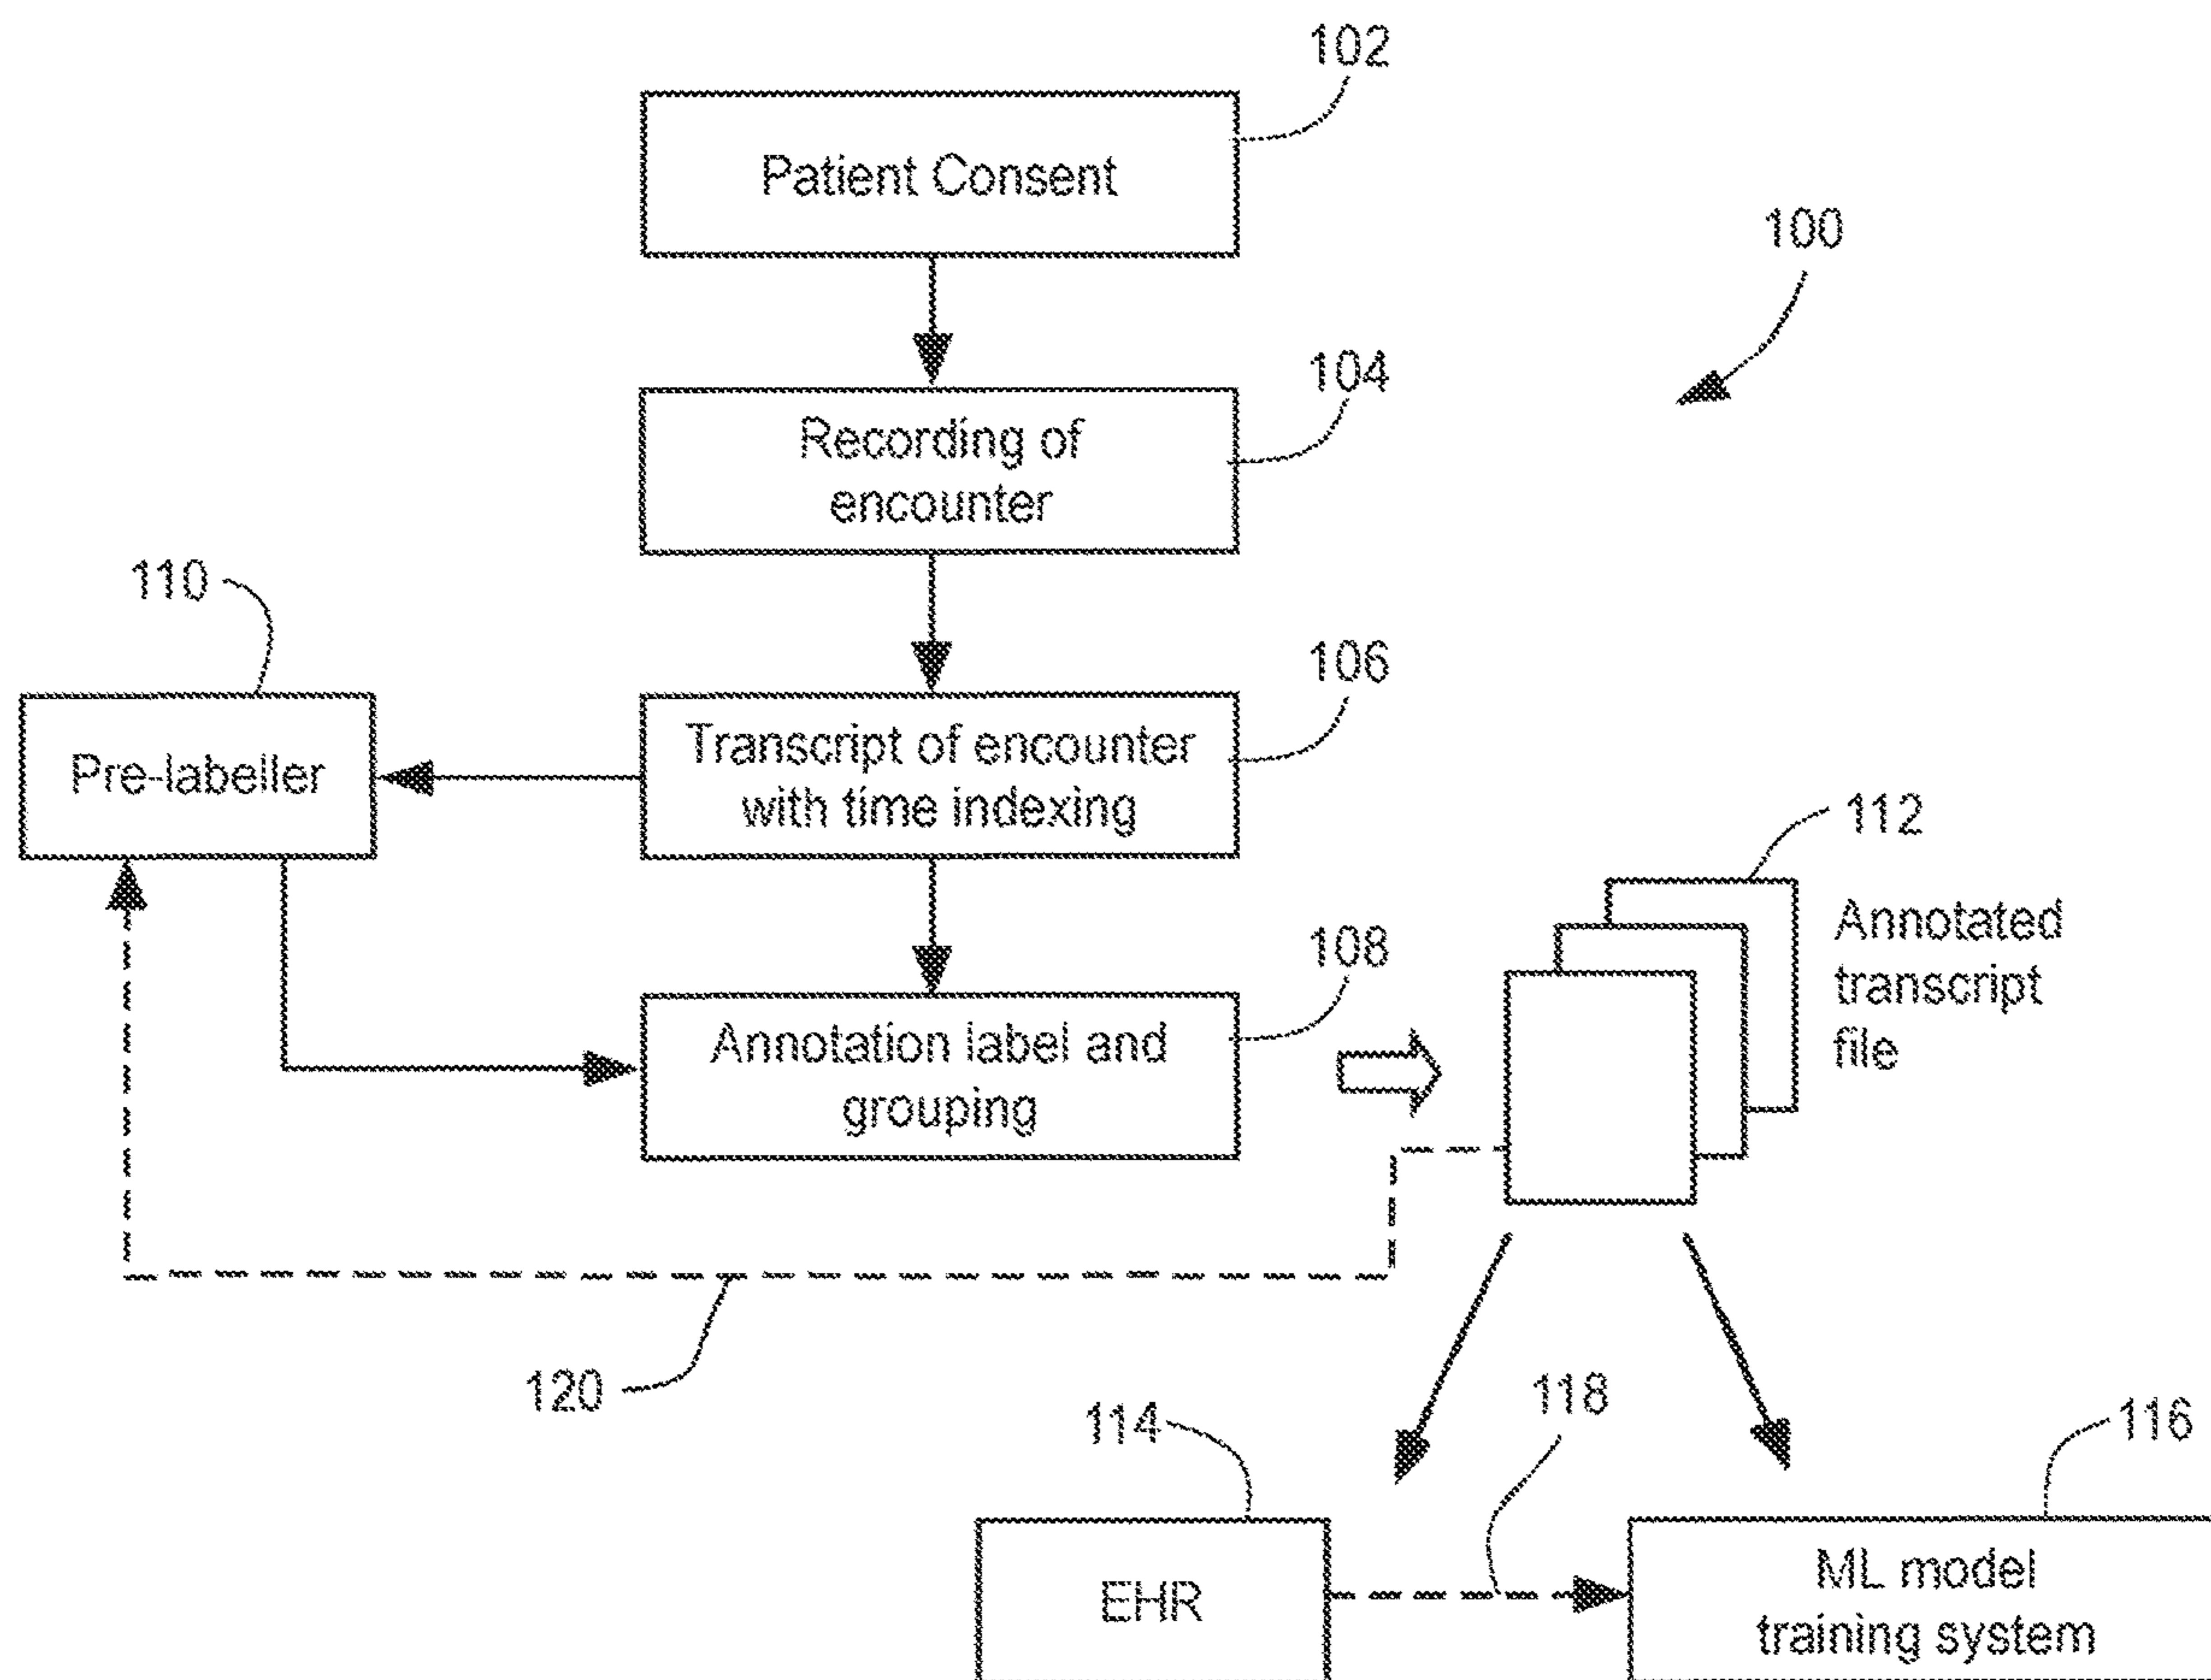 102
Patient Consent
100
104
Recording of
encounter
110
106
Pre-labeller
Transcript of encounter
with time indexing
112
Annotated
transcript
file
108
Annotation label and
grouping
120
118
114
116
EHR
ML model
training system